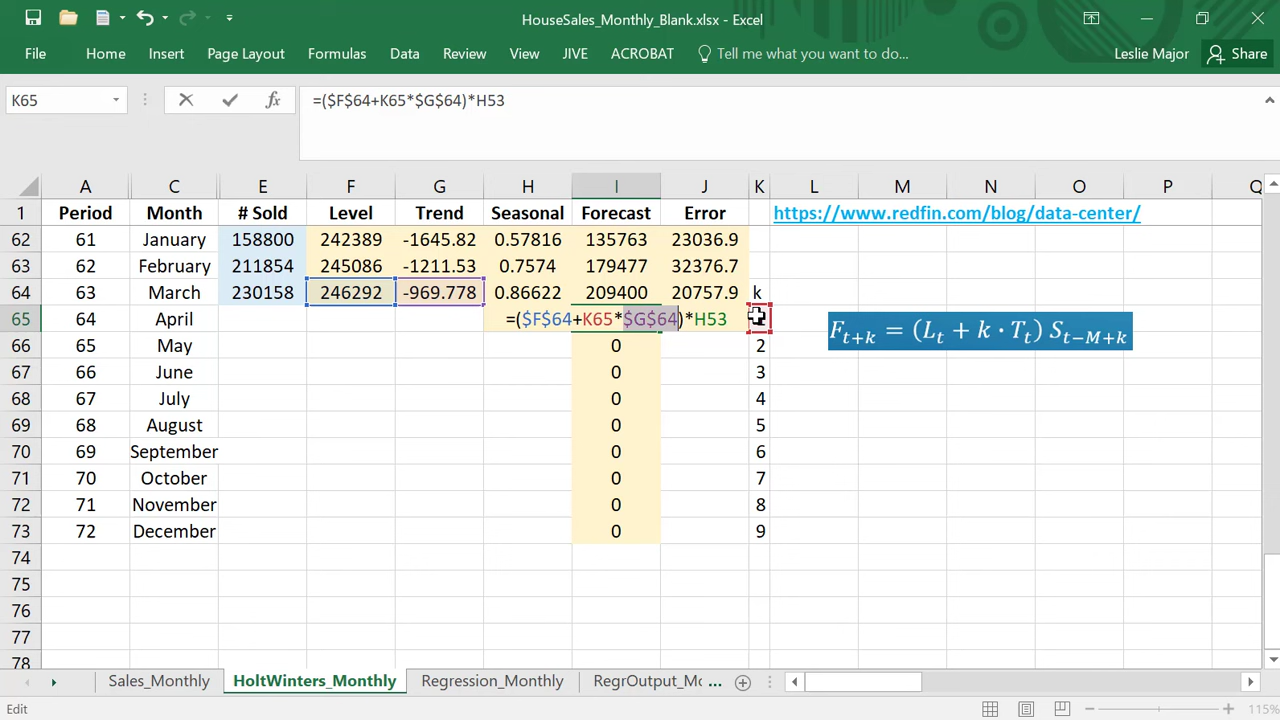 HouseSales_Monthly_Blank.xlsx - Excel
File Home Insert Page Layout Formulas Data Review View JIVE ACROBAT Tell me what you want to do... Leslie Major Share
K65 fx =($F$64+K65*$G$64)*H53
A C E F G H I J K L M N O P Q
1 Period Month # Sold Level Trend Seasonal Forecast Error https://www.redfin.com/blog/data-center/
62 61 January 158800 242389 -1645.82 0.57816 135763 23036.9
63 62 February 211854 245086 -1211.53 0.7574 179477 32376.7
64 63 March 230158 246292 -969.778 0.86622 209400 20757.9 k
65 64 April =($F$64+K65*$G$64)*H53 F_{t+k} = (L_t + k · T_t) S_{t−M+k}
66 65 May 0 2
67 66 June 0 3
68 67 July 0 4
69 68 August 0 5
70 69 September 0 6
71 70 October 0 7
72 71 November 0 8
73 72 December 0 9
74
75
76
77
78
Sales_Monthly HoltWinters_Monthly Regression_Monthly RegrOutput_Mc ...
Edit 115%